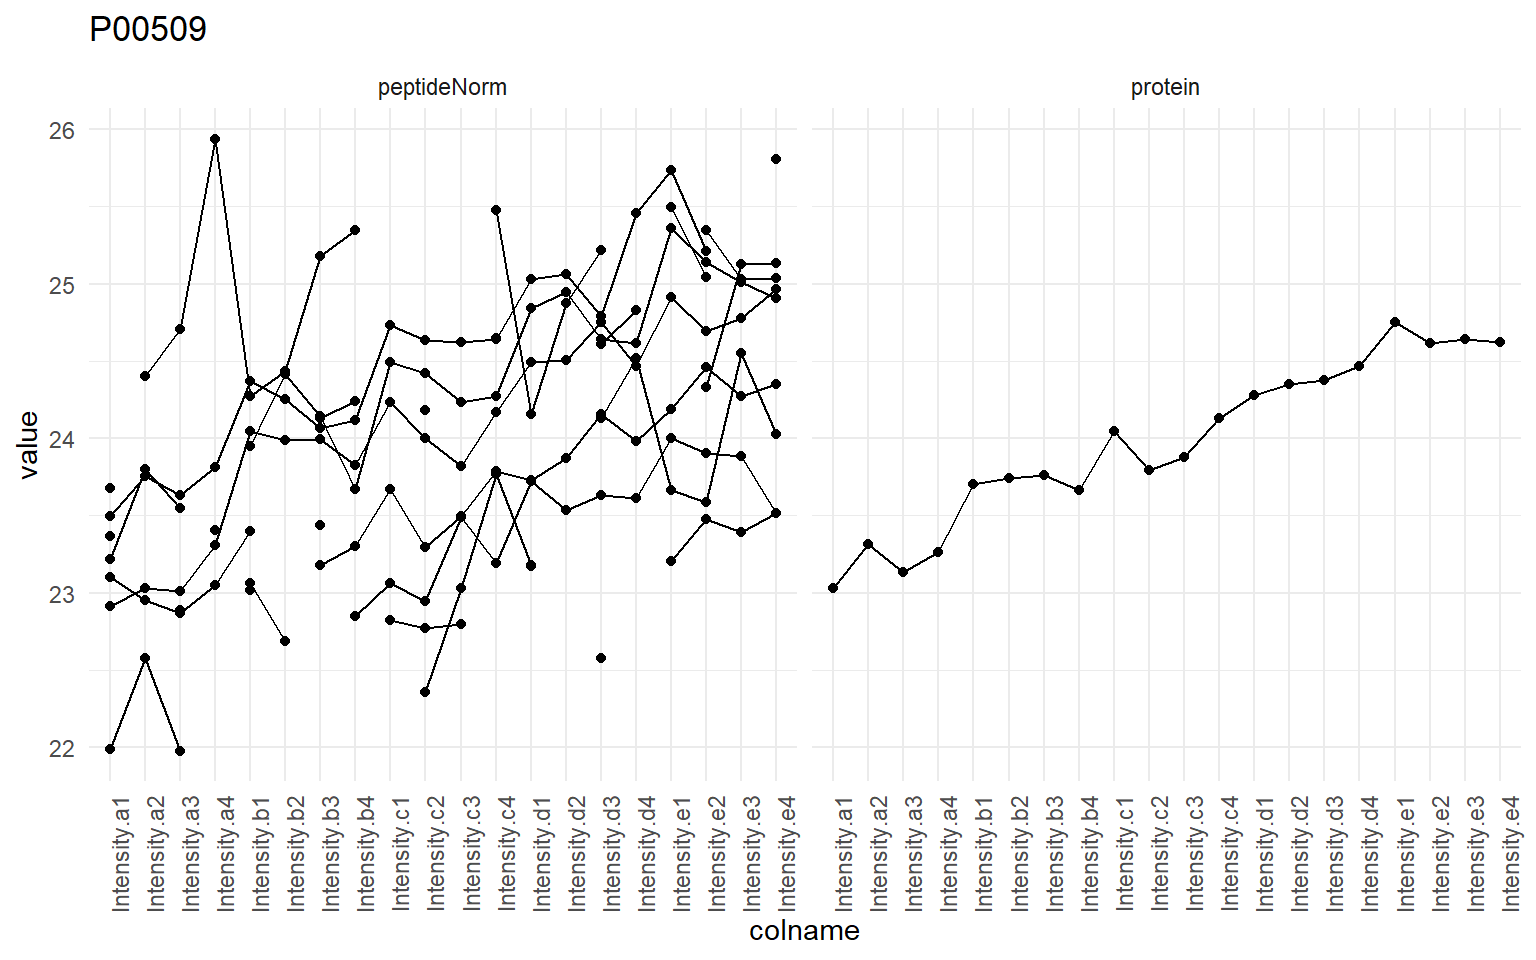 P00509
peptideNorm
protein
26
25
24
23
22
value
Intensity.a1
Intensity.a2
Intensity.a3
Intensity.a4
Intensity.b1
Intensity.b2
Intensity.b3
Intensity.b4
Intensity.c1
Intensity.c2
Intensity.c3
Intensity.c4
Intensity.d1
Intensity.d2
Intensity.d3
Intensity.d4
Intensity.e1
Intensity.e2
Intensity.e3
Intensity.e4
Intensity.a1
Intensity.a2
Intensity.a3
Intensity.a4
Intensity.b1
Intensity.b2
Intensity.b3
Intensity.b4
Intensity.c1
Intensity.c2
Intensity.c3
Intensity.c4
Intensity.d1
Intensity.d2
Intensity.d3
Intensity.d4
Intensity.e1
Intensity.e2
Intensity.e3
Intensity.e4
colname